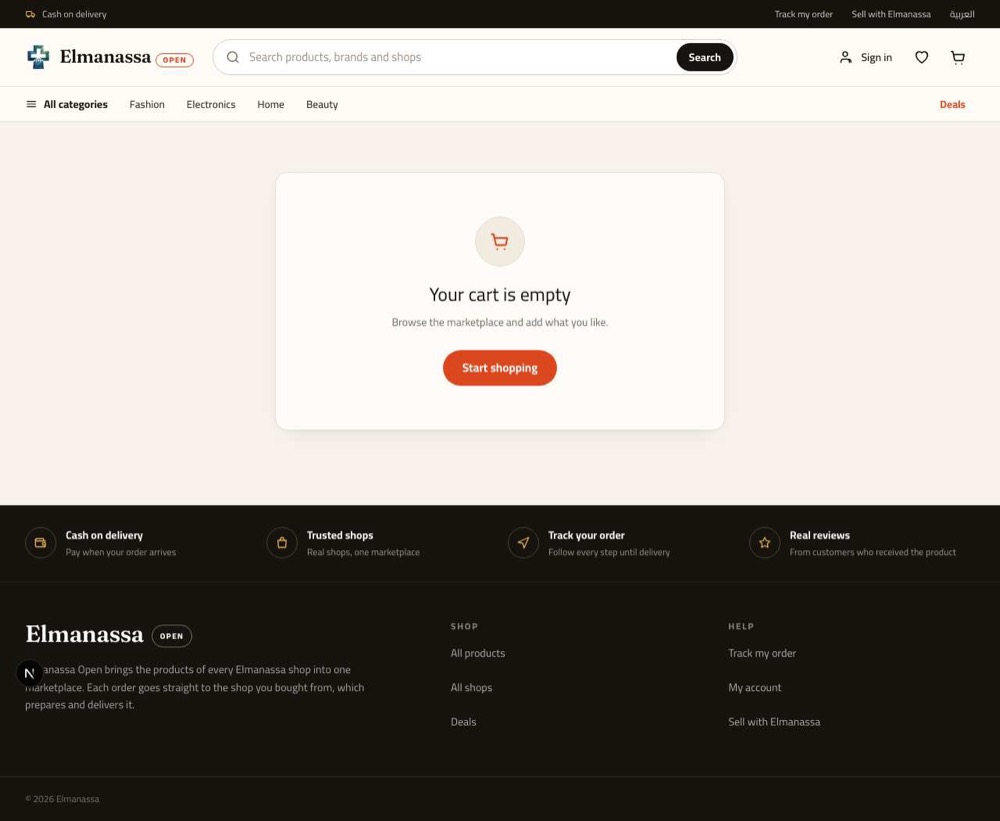 Cash on delivery
Track my order
Sell with Elmanassa
العربية
Elmanassa OPEN
Search products, brands and shops
Search
Sign in
All categories
Fashion
Electronics
Home
Beauty
Deals
Your cart is empty
Browse the marketplace and add what you like.
Start shopping
Cash on delivery
Pay when your order arrives
Trusted shops
Real shops, one marketplace
Track your order
Follow every step until delivery
Real reviews
From customers who received the product
Elmanassa OPEN
N
anassa Open brings the products of every Elmanassa shop into one
marketplace. Each order goes straight to the shop you bought from, which
prepares and delivers it.
SHOP
All products
All shops
Deals
HELP
Track my order
My account
Sell with Elmanassa
© 2026 Elmanassa